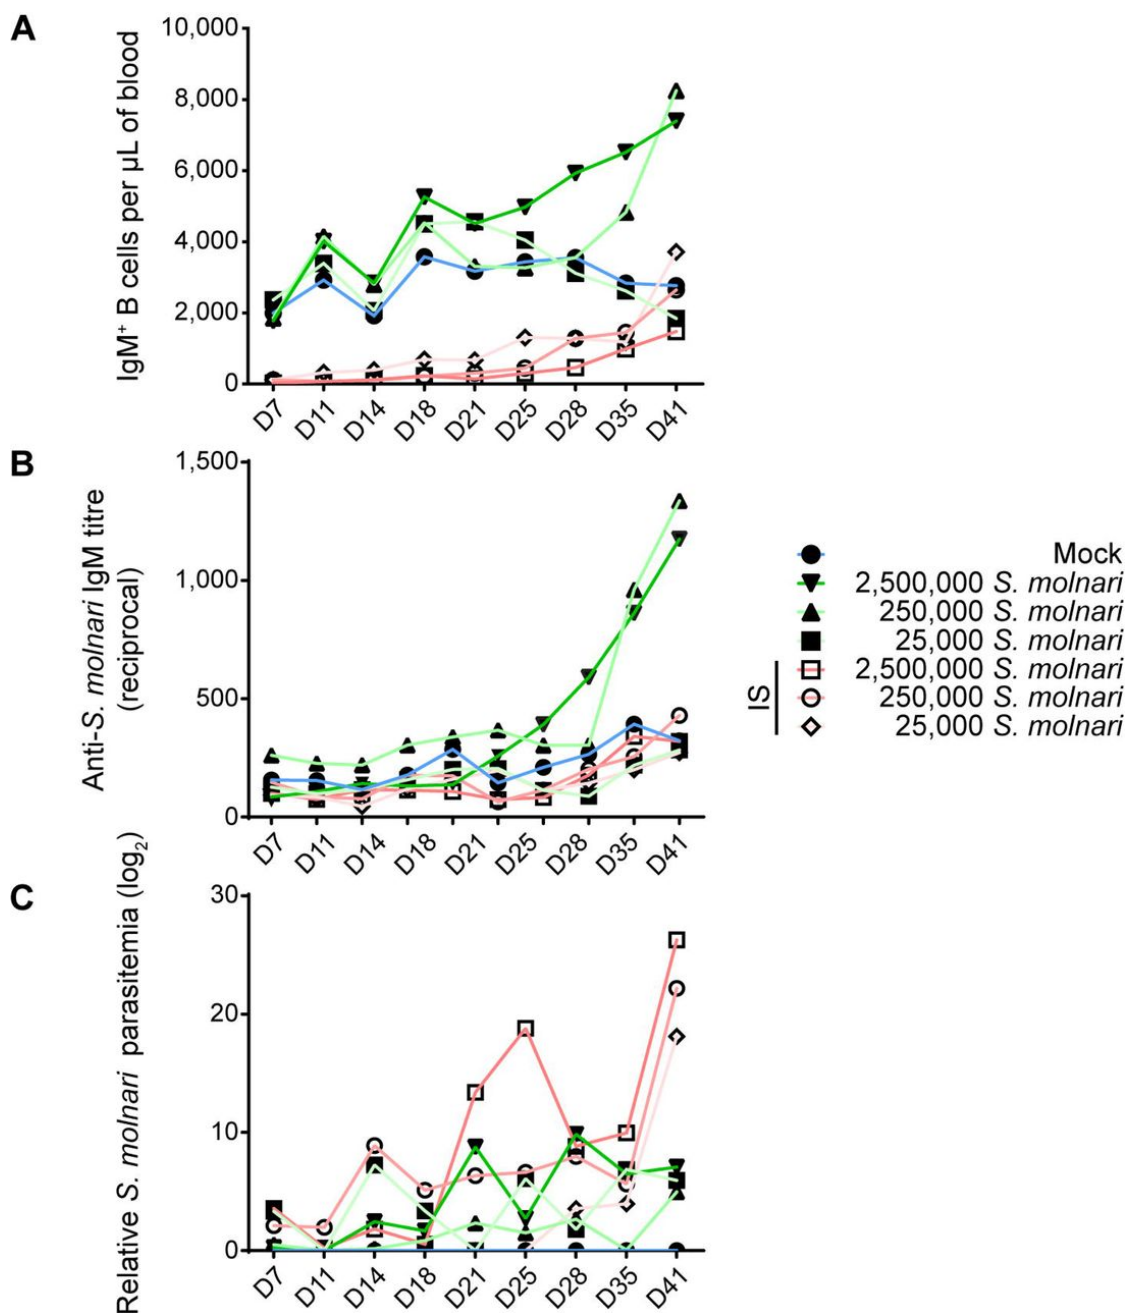 A
IgM⁺ B cells per µL of blood
10,000
8,000
6,000
4,000
2,000
0
D7
D11
D14
D18
D21
D25
D28
D35
D41
B
Anti-S. molnari IgM titre
(reciprocal)
1,500
1,000
500
0
D7
D11
D14
D18
D21
D25
D28
D35
D41
Mock
2,500,000 S. molnari
250,000 S. molnari
25,000 S. molnari
IS
2,500,000 S. molnari
250,000 S. molnari
25,000 S. molnari
C
Relative S. molnari parasitemia (log₂)
30
20
10
0
D7
D11
D14
D18
D21
D25
D28
D35
D41